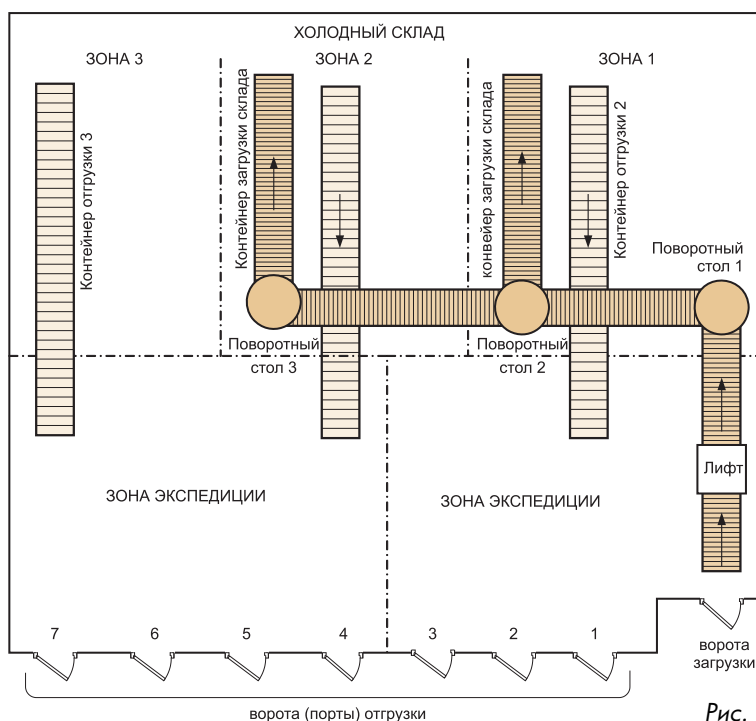 ХОЛОДНЫЙ СКЛАД
ЗОНА 3
ЗОНА 2
ЗОНА 1
Контейнер отгрузки 3
Контейнер загрузки склада
конвейер загрузки склада
Контейнер отгрузки 2
Поворотный
стол 1
Поворотный
стол 3
Поворотный
стол 2
Лифт
ЗОНА ЭКСПЕДИЦИИ
ЗОНА ЭКСПЕДИЦИИ
7
6
5
4
3
2
1
ворота
загрузки
ворота (порты) отгрузки
Рис.